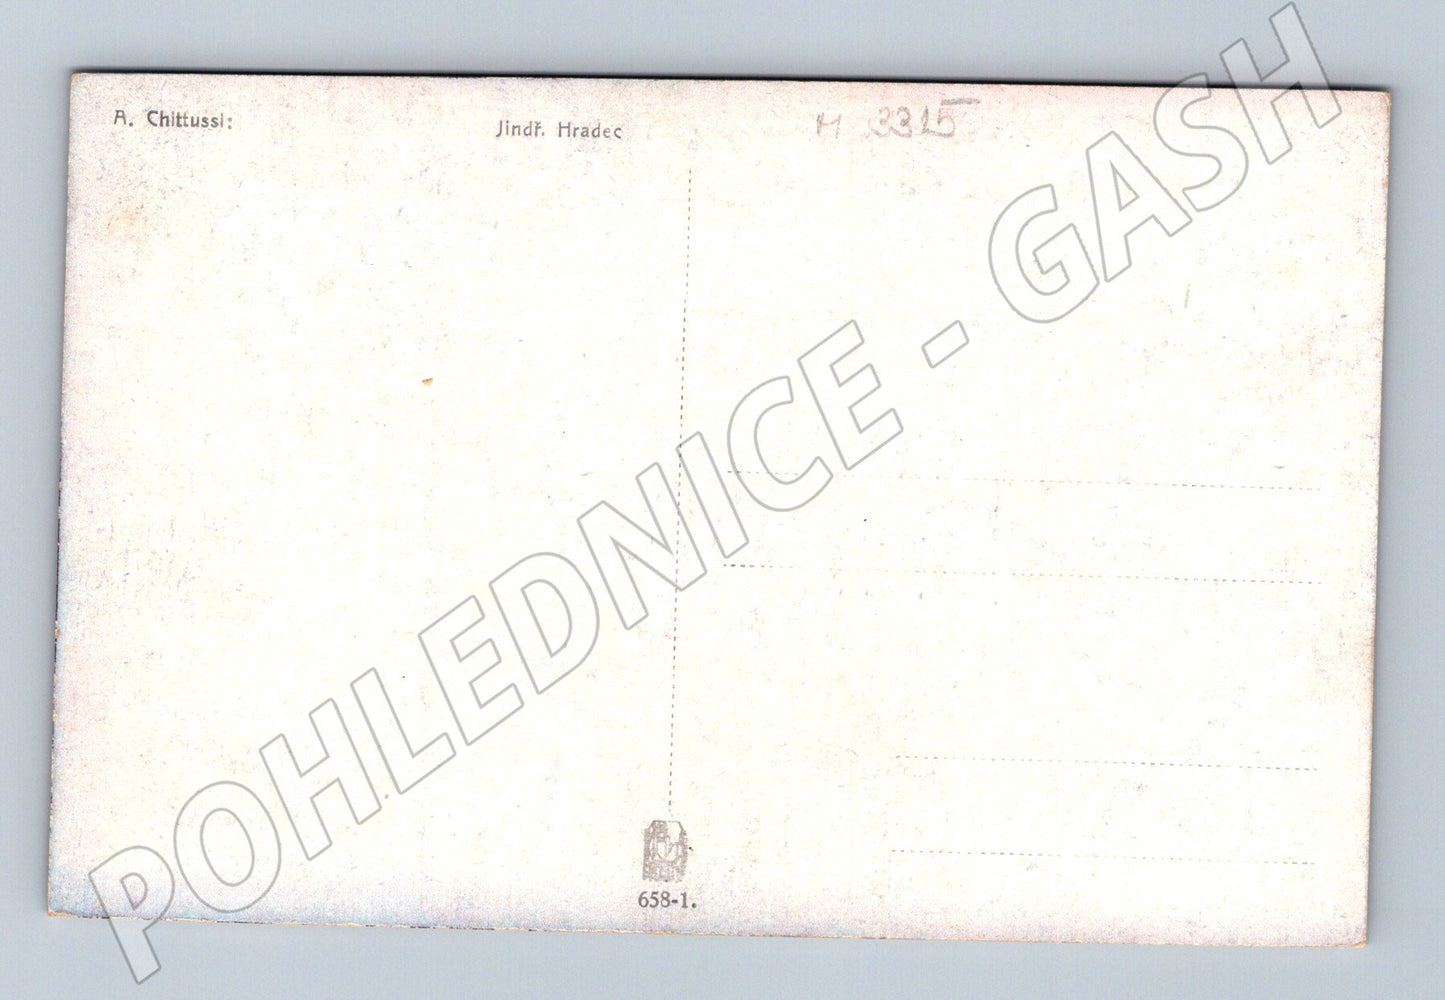 A. Chittussi:
Jindř. Hradec
M 3315
POHLEDNICE - GASH
658-1.